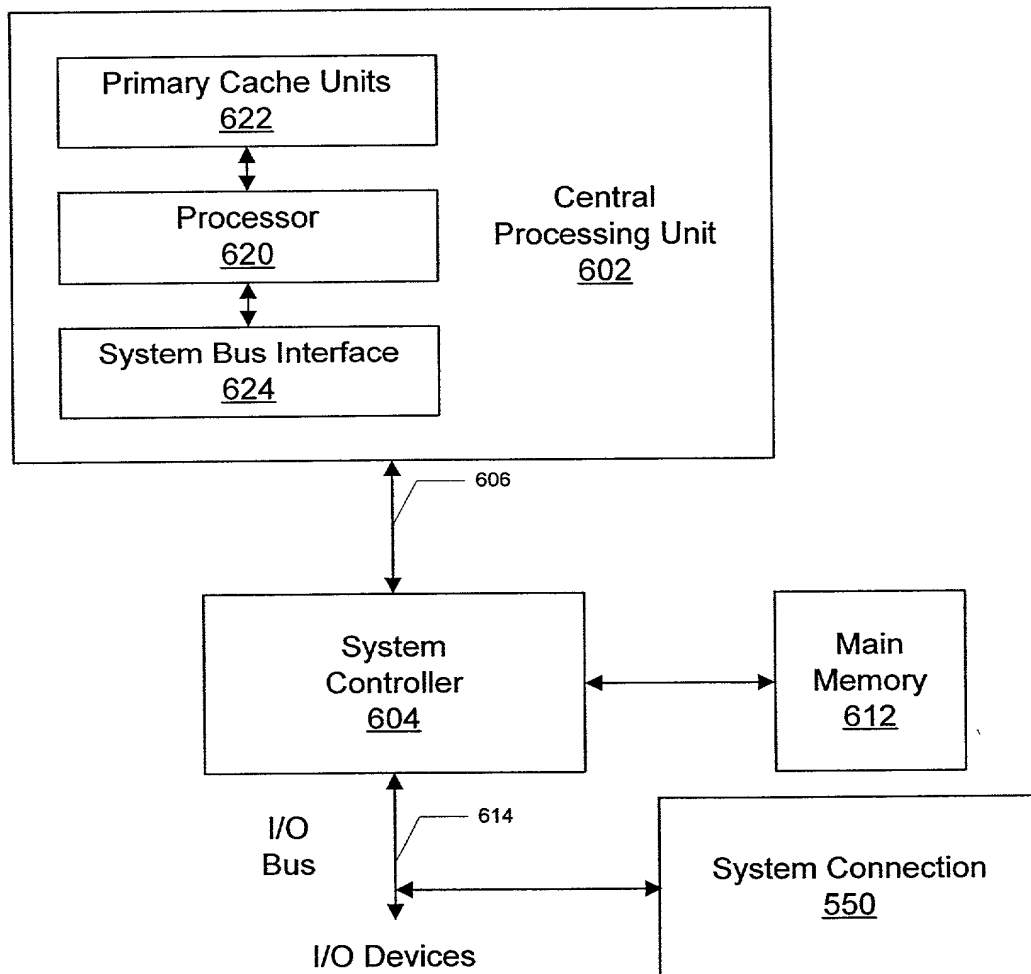 Primary Cache Units
622
Processor
620
System Bus Interface
624
Central
Processing Unit
602
606
System
Controller
604
Main
Memory
612
I/O
Bus
614
System Connection
550
I/O Devices